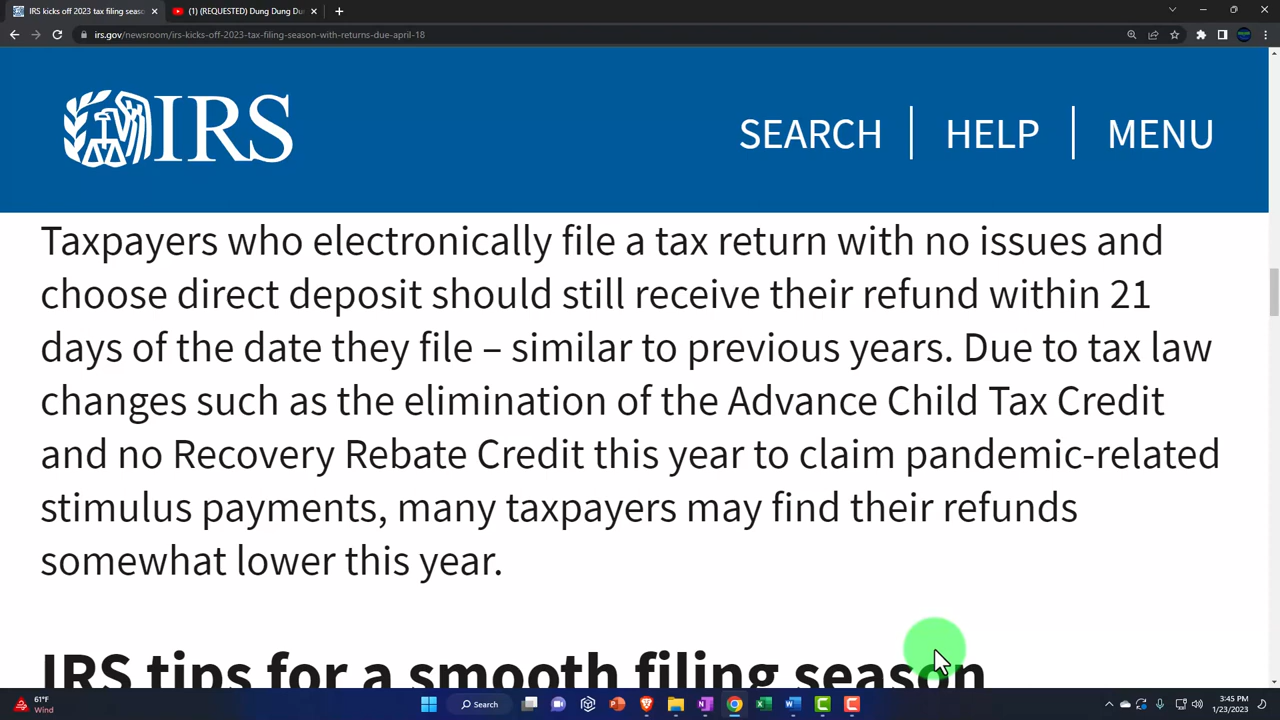 IRS kicks off 2023 tax filing seas
(1) (REQUESTED) Dung Dung Du
irs.gov/newsroom/irs-kicks-off-2023-tax-filing-season-with-returns-due-april-18
IRS
SEARCH
HELP
MENU
Taxpayers who electronically file a tax return with no issues and
choose direct deposit should still receive their refund within 21
days of the date they file – similar to previous years. Due to tax law
changes such as the elimination of the Advance Child Tax Credit
and no Recovery Rebate Credit this year to claim pandemic-related
stimulus payments, many taxpayers may find their refunds
somewhat lower this year.
IRS tips for a smooth filing season
61°F
Wind
Search
3:45 PM
1/23/2023